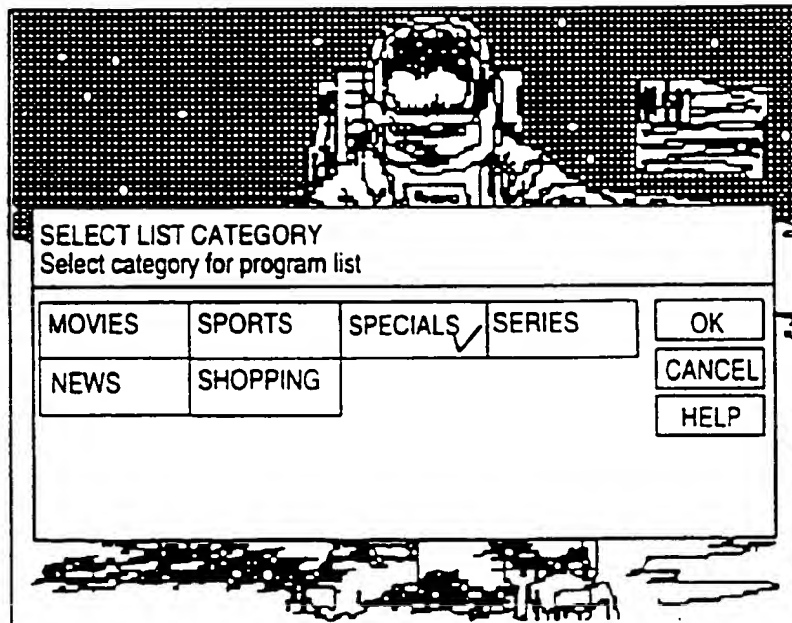 SELECT LIST CATEGORY
Select category for program list
MOVIES SPORTS SPECIALS SERIES OK
NEWS SHOPPING CANCEL
HELP